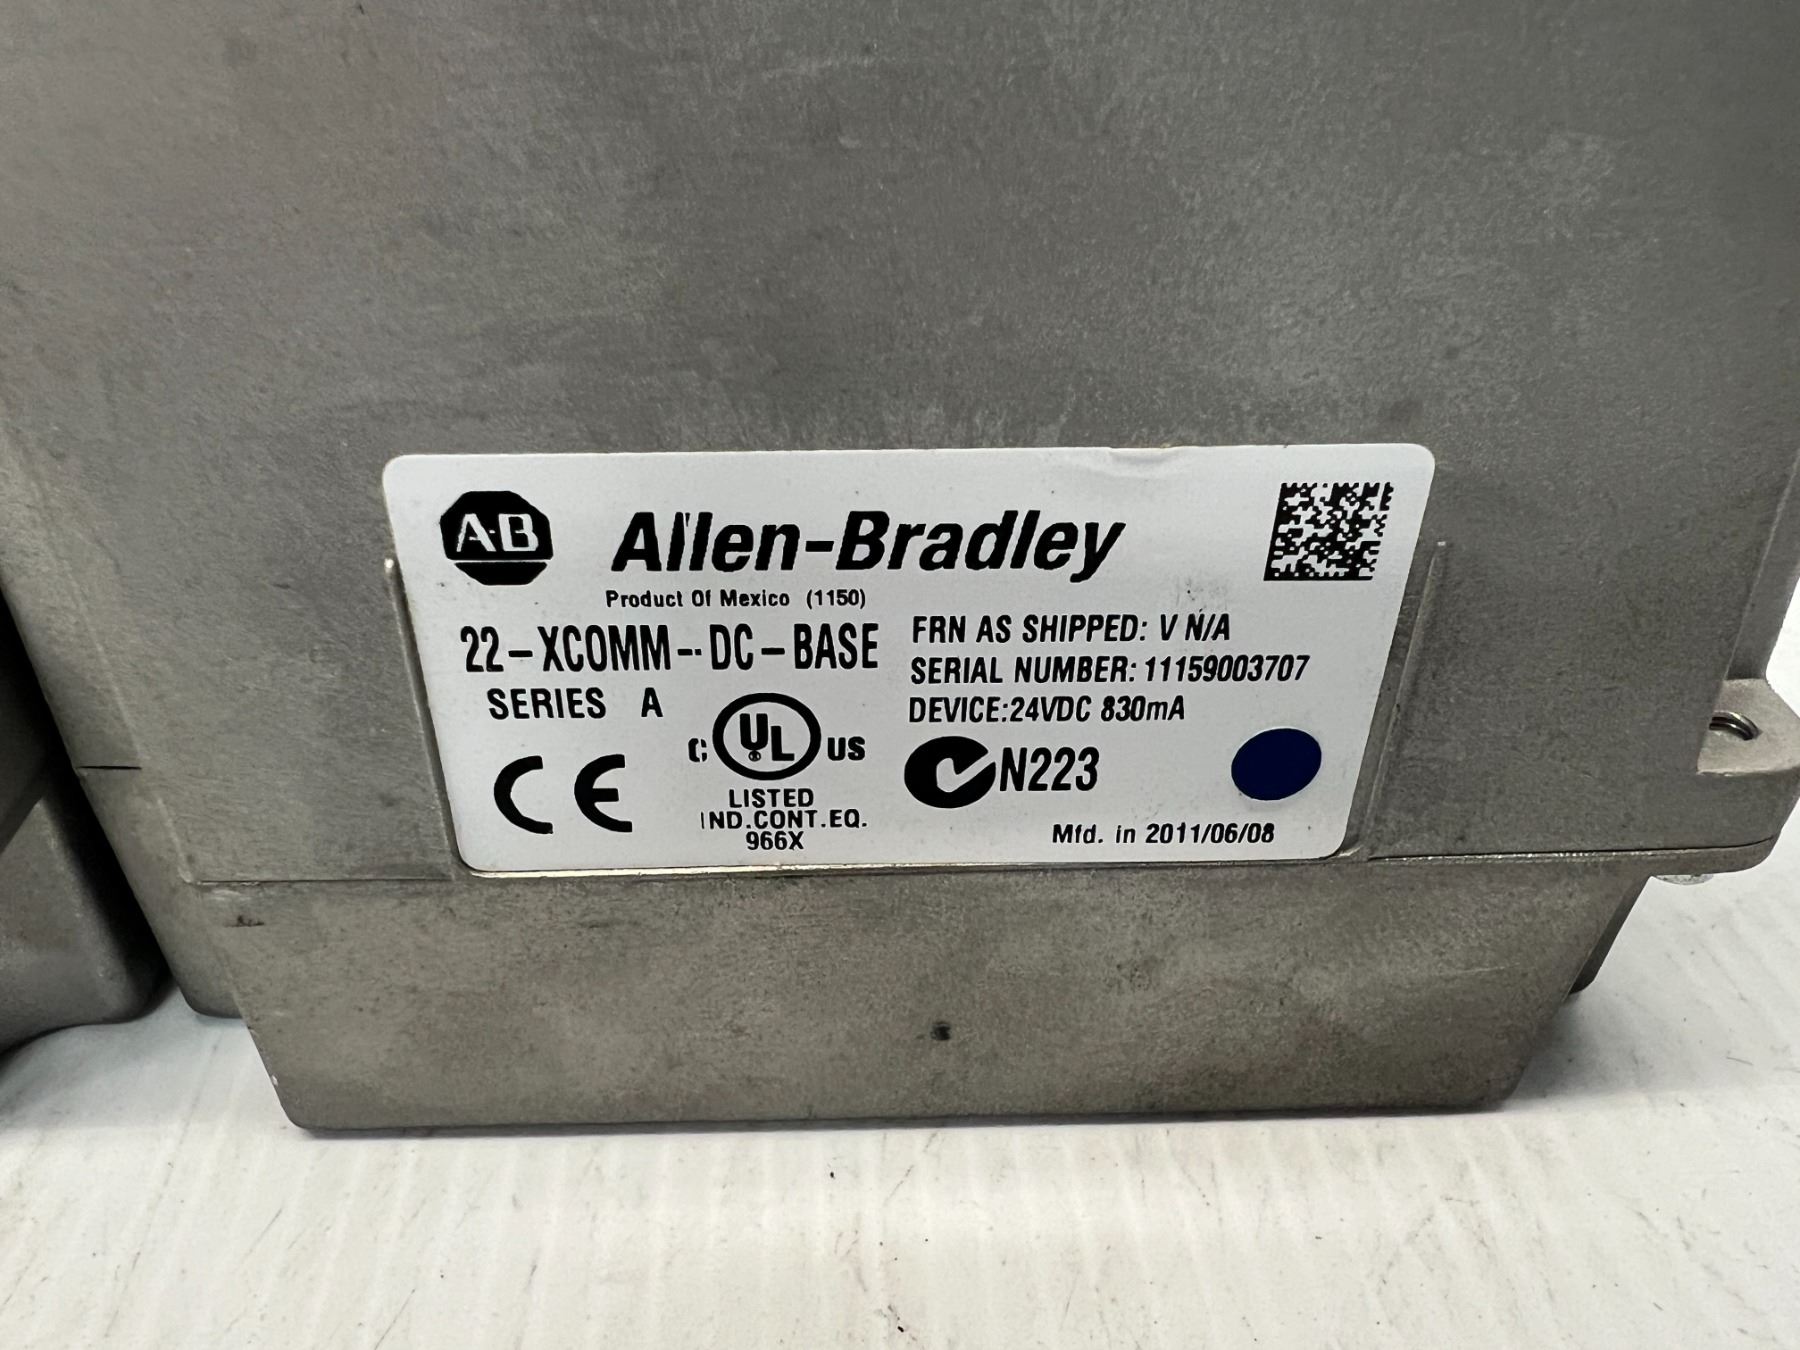 A-B Allen-Bradley
Product Of Mexico (1150)
22-XCOMM-DC-BASE
SERIES A
FRN AS SHIPPED: V N/A
SERIAL NUMBER: 11159003707
DEVICE:24VDC 830mA
CE
C UL US
LISTED
IND.CONT.EQ.
966X
N223
Mfd. in 2011/06/08